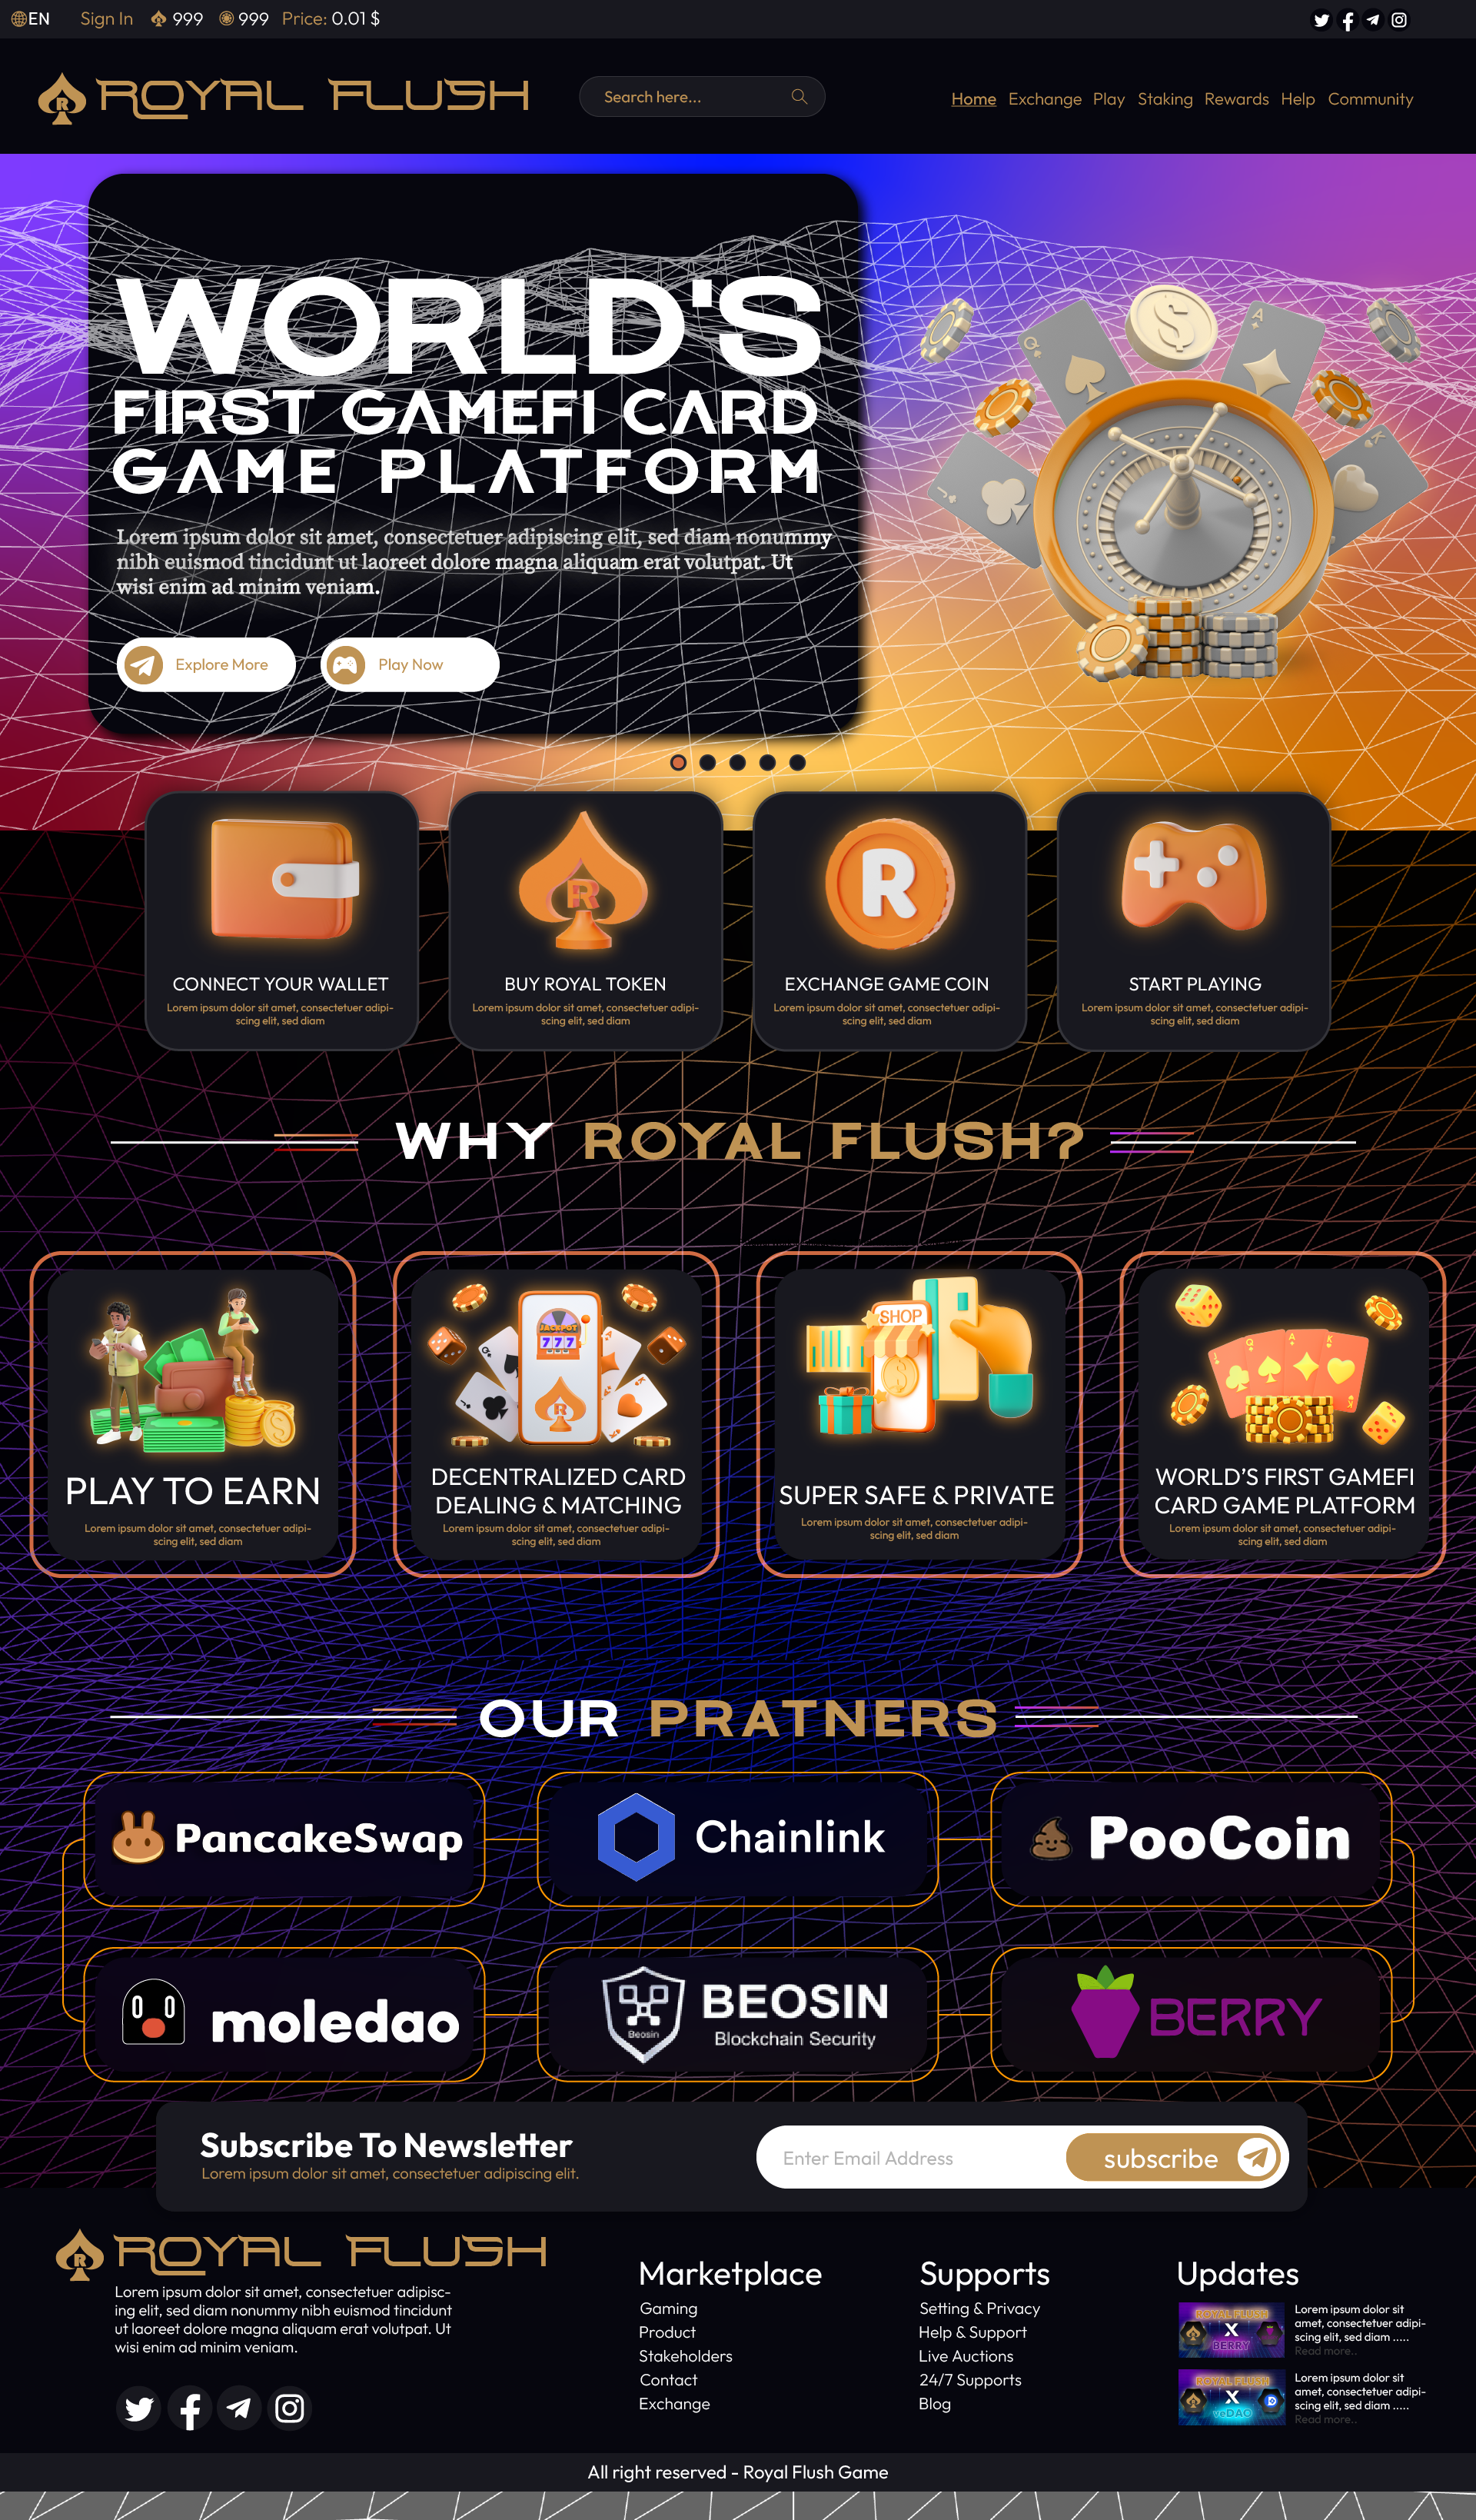 EN Sign In 999 999 Price: 0.01 $
R ROYAL FLUSH
Search here...
Home Exchange Play Staking Rewards Help Community
WORLD'S
FIRST GAMEFI CARD
GAME PLATFORM
Lorem ipsum dolor sit amet, consectetuer adipiscing elit, sed diam nonummy
nibh euismod tincidunt ut laoreet dolore magna aliquam erat volutpat. Ut
wisi enim ad minim veniam.
Explore More
Play Now
J
Q
$
A
K
R
R
CONNECT YOUR WALLET
Lorem ipsum dolor sit amet, consectetuer adipi-
scing elit, sed diam
BUY ROYAL TOKEN
Lorem ipsum dolor sit amet, consectetuer adipi-
scing elit, sed diam
EXCHANGE GAME COIN
Lorem ipsum dolor sit amet, consectetuer adipi-
scing elit, sed diam
START PLAYING
Lorem ipsum dolor sit amet, consectetuer adipi-
scing elit, sed diam
WHY ROYAL FLUSH?
PLAY TO EARN
Lorem ipsum dolor sit amet, consectetuer adipi-
scing elit, sed diam
JACKPOT
777
R
DECENTRALIZED CARD
DEALING & MATCHING
Lorem ipsum dolor sit amet, consectetuer adipi-
scing elit, sed diam
SHOP
$
SUPER SAFE & PRIVATE
Lorem ipsum dolor sit amet, consectetuer adipi-
scing elit, sed diam
WORLD'S FIRST GAMEFI
CARD GAME PLATFORM
Lorem ipsum dolor sit amet, consectetuer adipi-
scing elit, sed diam
OUR PRATNERS
PancakeSwap
Chainlink
PooCoin
moledao
Beosin
BEOSIN
Blockchain Security
BERRY
Subscribe To Newsletter
Lorem ipsum dolor sit amet, consectetuer adipiscing elit.
Enter Email Address
subscribe
R ROYAL FLUSH
Lorem ipsum dolor sit amet, consectetuer adipisc-
ing elit, sed diam nonummy nibh euismod tincidunt
ut laoreet dolore magna aliquam erat volutpat. Ut
wisi enim ad minim veniam.
Marketplace
Gaming
Product
Stakeholders
Contact
Exchange
Supports
Setting & Privacy
Help & Support
Live Auctions
24/7 Supports
Blog
Updates
ROYAL FLUSH
X
BERRY
Lorem ipsum dolor sit
amet, consectetuer adipi-
scing elit, sed diam .....
Read more..
ROYAL FLUSH
X
veDAO
Lorem ipsum dolor sit
amet, consectetuer adipi-
scing elit, sed diam .....
Read more..
All right reserved - Royal Flush Game